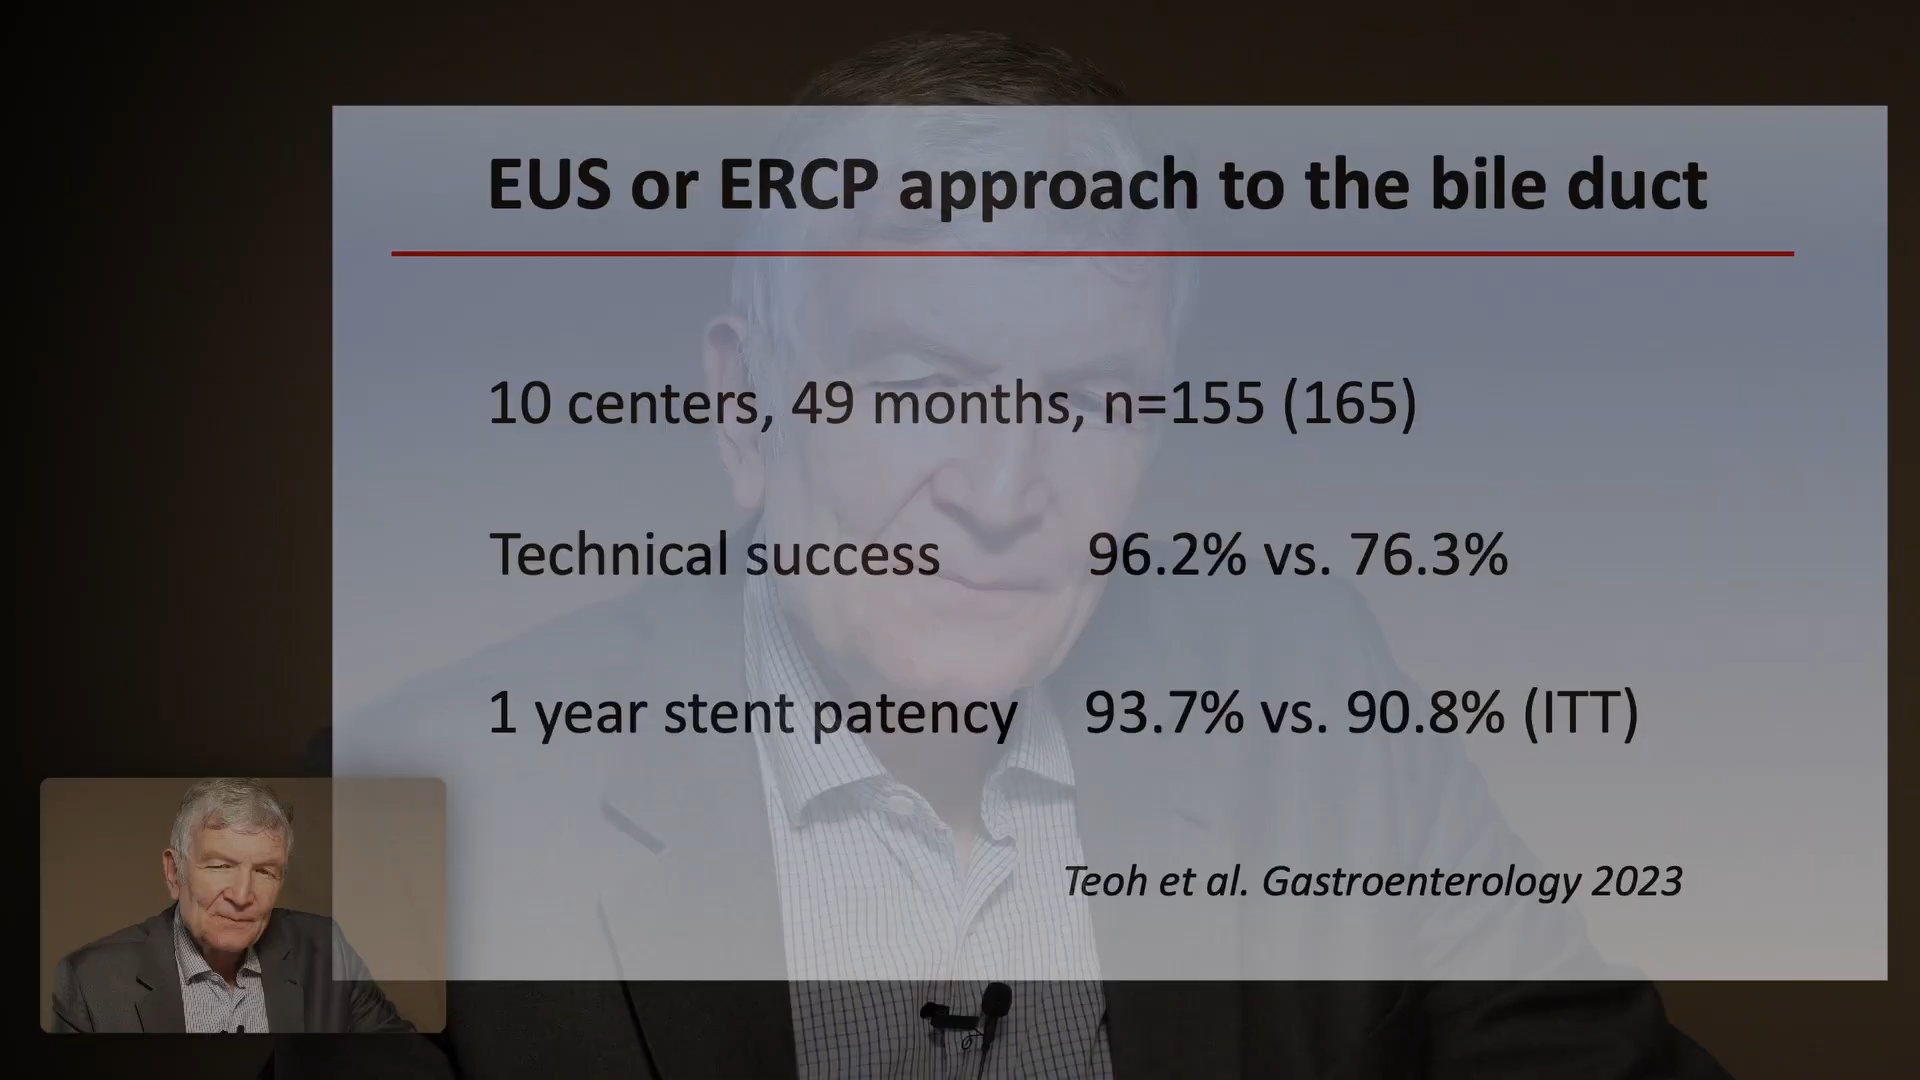 EUS or ERCP approach to the bile duct
10 centers, 49 months, n=155 (165)
Technical success 96.2% vs. 76.3%
1 year stent patency 93.7% vs. 90.8% (ITT)
Teoh et al. Gastroenterology 2023